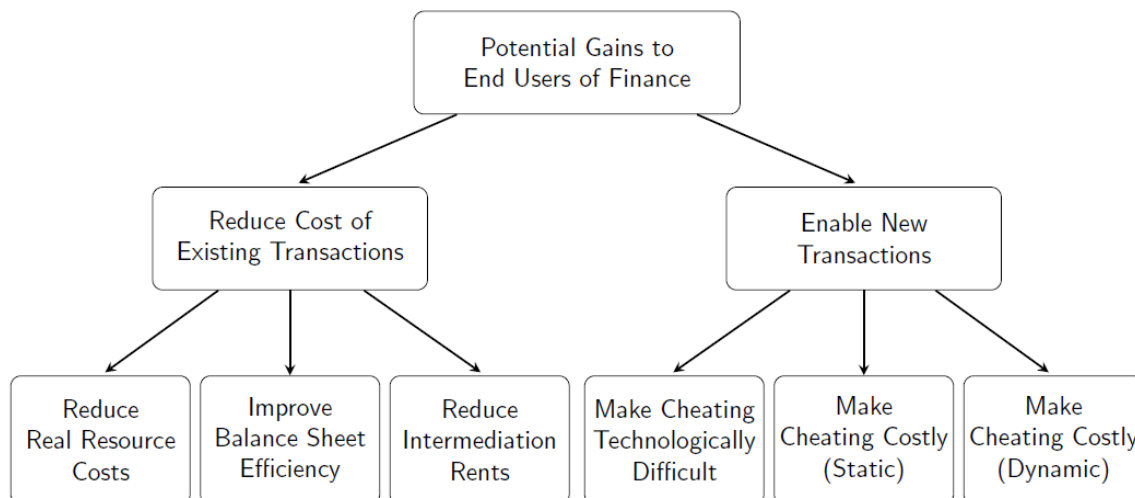 Potential Gains to
End Users of Finance
Reduce Cost of
Existing Transactions
Enable New
Transactions
Reduce
Real Resource
Costs
Improve
Balance Sheet
Efficiency
Reduce
Intermediation
Rents
Make Cheating
Technologically
Difficult
Make
Cheating Costly
(Static)
Make
Cheating Costly
(Dynamic)